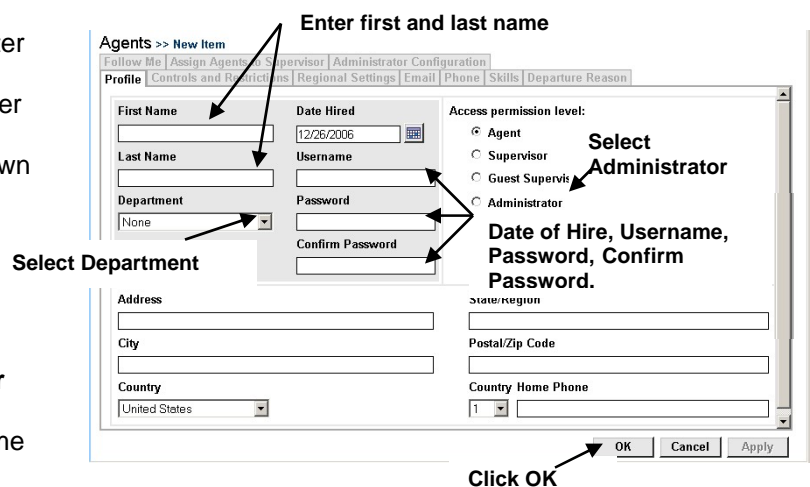 Enter first and last name
Agents >> New Item
Follow Me Assign Agents to Supervisor Administrator Configuration
Profile Controls and Restrictions Regional Settings Email Phone Skills Departure Reason
First Name
Date Hired
Access permission level:
12/26/2006
Agent
Last Name
Username
Supervisor
Select
Administrator
Guest
Department
Password
Administrator
None
Date of Hire, Username,
Password, Confirm
Password.
Confirm Password
Select Department
Address
State/Region
City
Postal/Zip Code
Country
Country Home Phone
United States
1
OK Cancel Apply
Click OK